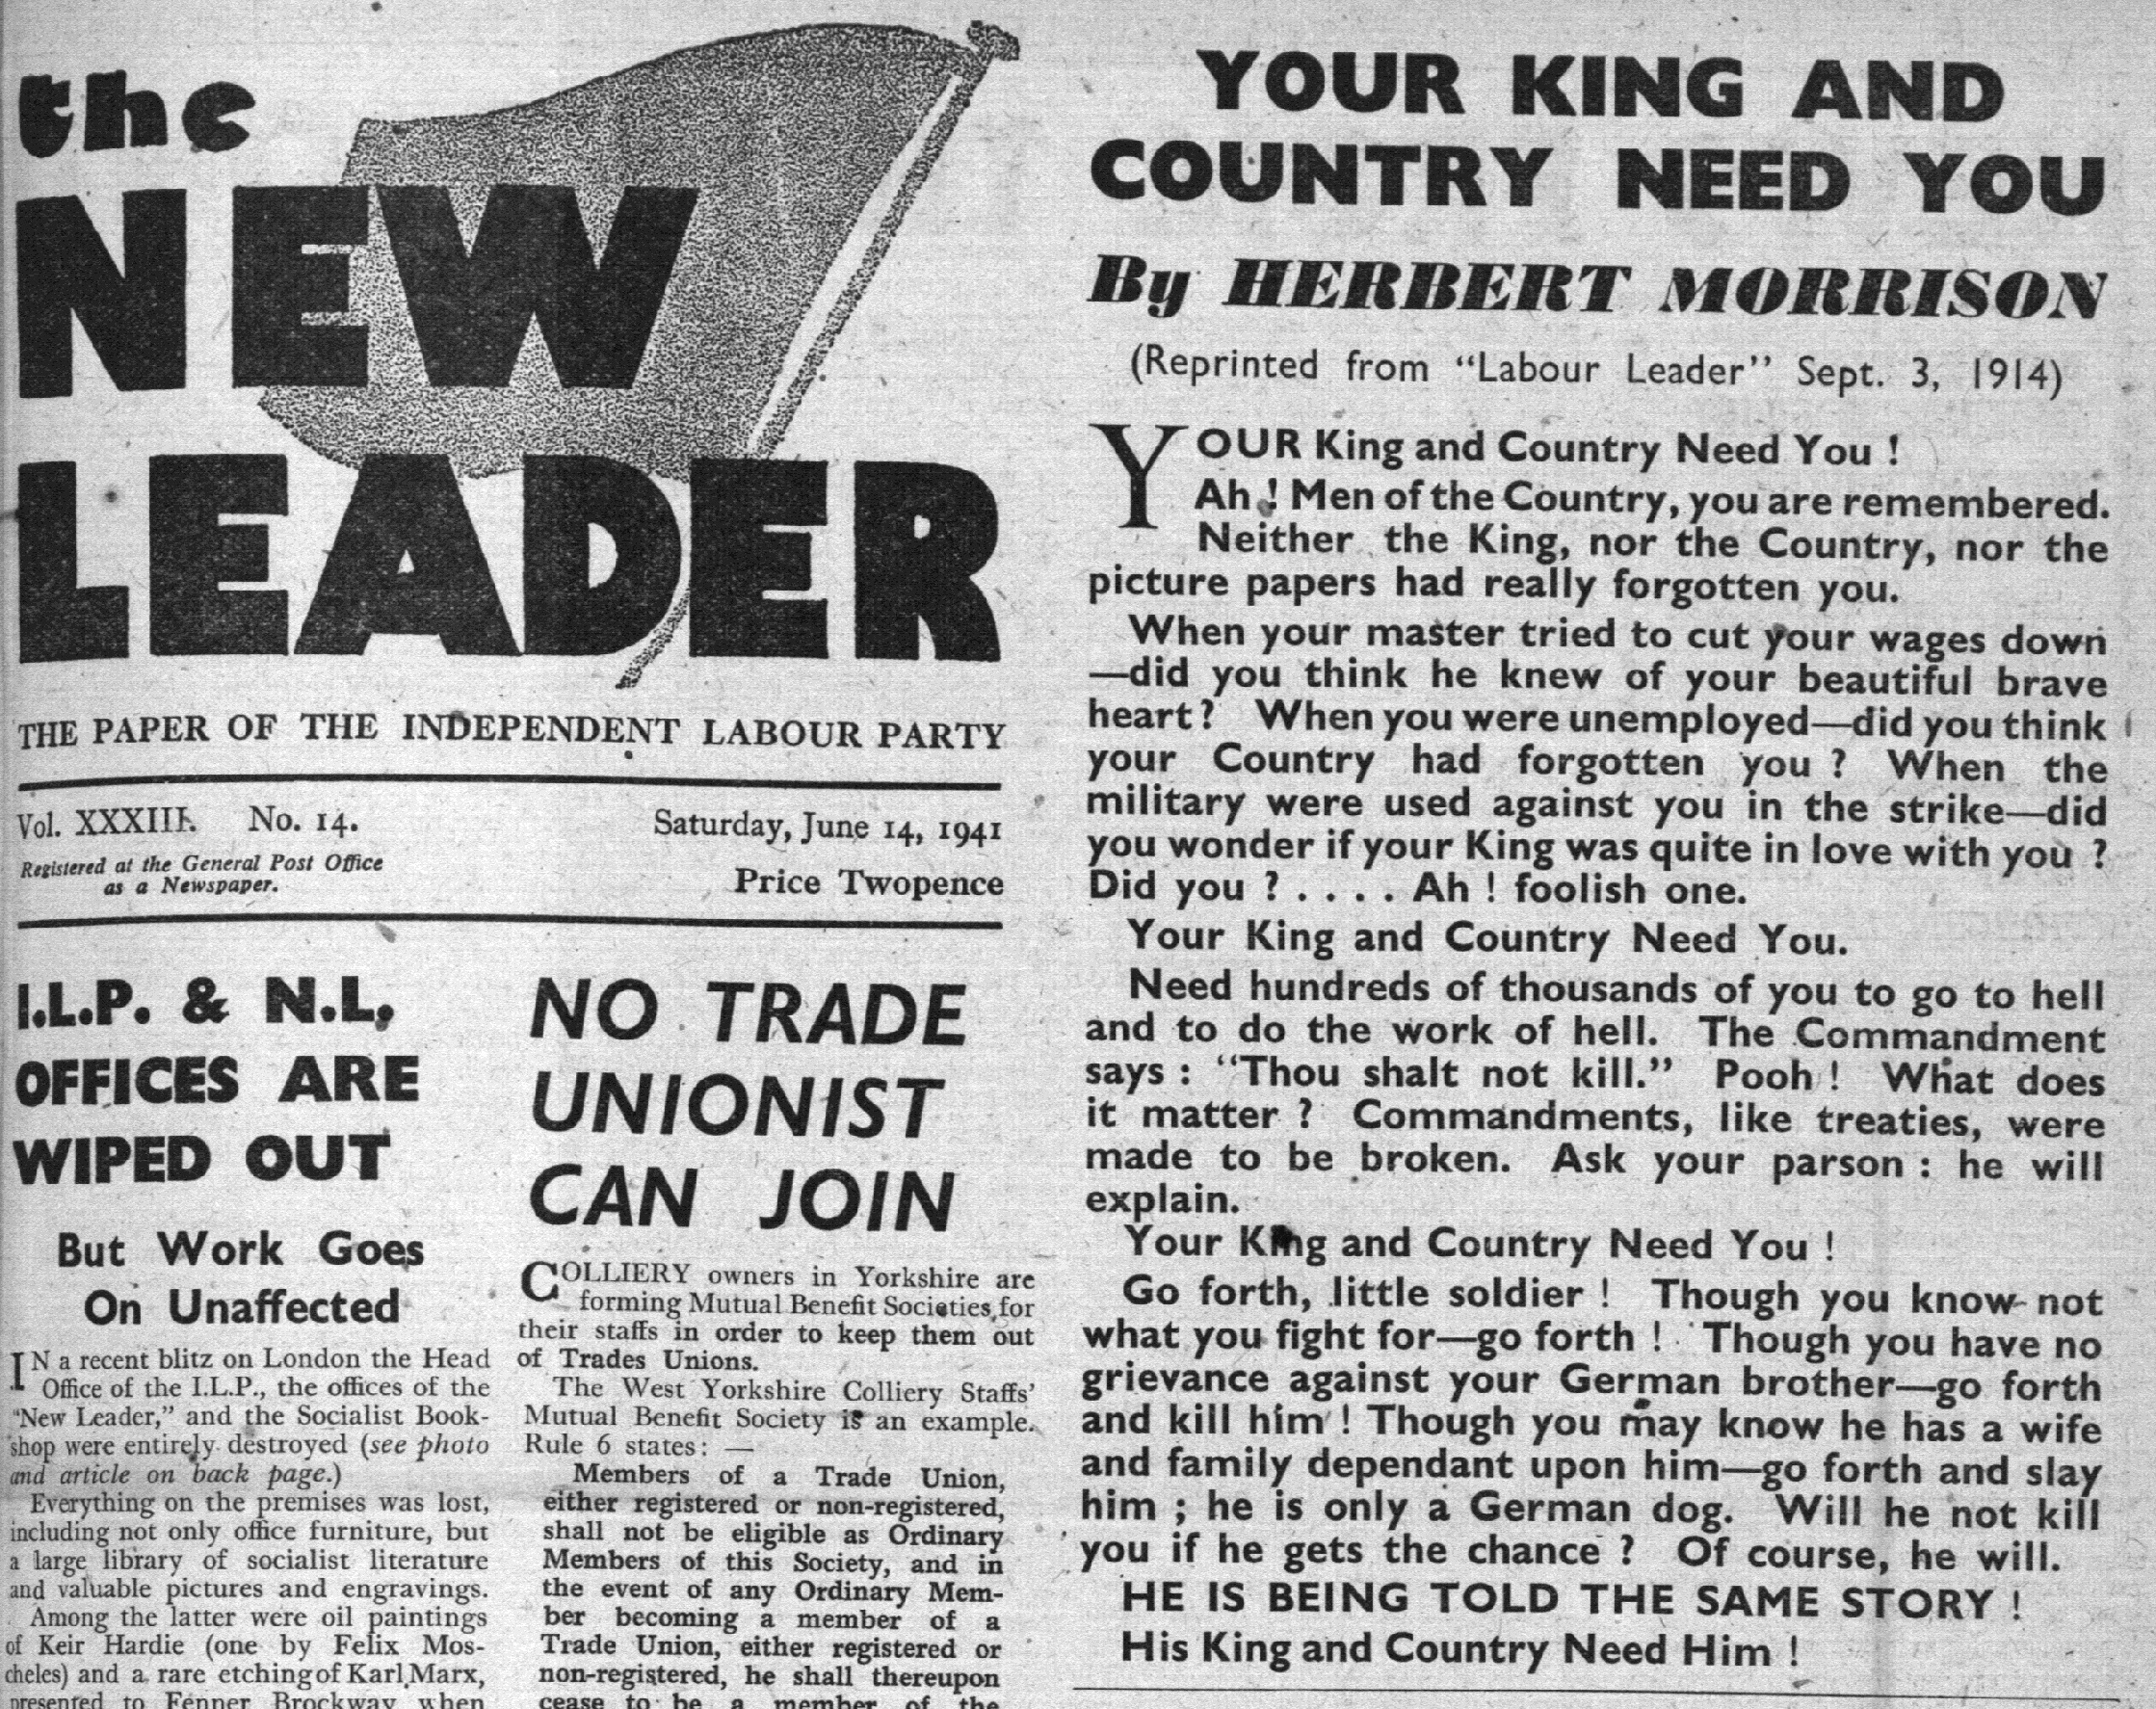 the
NEW
LEADER
THE PAPER OF THE INDEPENDENT LABOUR PARTY
Vol. XXXIII. No. 14.
Saturday, June 14, 1941
Registered at the General Post Office
as a Newspaper.
Price Twopence
I.L.P. & N.L.
OFFICES ARE
WIPED OUT
But Work Goes
On Unaffected
IN a recent blitz on London the Head
Office of the I.L.P., the offices of the
"New Leader," and the Socialist Book-
shop were entirely destroyed (see photo
and article on back page.)
Everything on the premises was lost,
including not only office furniture, but
a large library of socialist literature
and valuable pictures and engravings.
Among the latter were oil paintings
of Keir Hardie (one by Felix Mos-
cheles) and a rare etching of Karl Marx,
presented to Fenner Brockway when
NO TRADE
UNIONIST
CAN JOIN
COLLIERY owners in Yorkshire are
forming Mutual Benefit Societies for
their staffs in order to keep them out
of Trades Unions.
The West Yorkshire Colliery Staffs'
Mutual Benefit Society is an example.
Rule 6 states: —
Members of a Trade Union,
either registered or non-registered,
shall not be eligible as Ordinary
Members of this Society, and in
the event of any Ordinary Mem-
ber becoming a member of a
Trade Union, either registered or
non-registered, he shall thereupon
cease to be a member of the
YOUR KING AND
COUNTRY NEED YOU
By HERBERT MORRISON
(Reprinted from "Labour Leader" Sept. 3, 1914)
YOUR King and Country Need You !
Ah ! Men of the Country, you are remembered.
Neither the King, nor the Country, nor the
picture papers had really forgotten you.
When your master tried to cut your wages down
—did you think he knew of your beautiful brave
heart ? When you were unemployed—did you think
your Country had forgotten you ? When the
military were used against you in the strike—did
you wonder if your King was quite in love with you ?
Did you ? . . . . Ah ! foolish one.
Your King and Country Need You.
Need hundreds of thousands of you to go to hell
and to do the work of hell. The Commandment
says : "Thou shalt not kill." Pooh ! What does
it matter ? Commandments, like treaties, were
made to be broken. Ask your parson : he will
explain.
Your King and Country Need You !
Go forth, little soldier ! Though you know not
what you fight for—go forth ! Though you have no
grievance against your German brother—go forth
and kill him ! Though you may know he has a wife
and family dependant upon him—go forth and slay
him ; he is only a German dog. Will he not kill
you if he gets the chance ? Of course, he will.
HE IS BEING TOLD THE SAME STORY !
His King and Country Need Him !